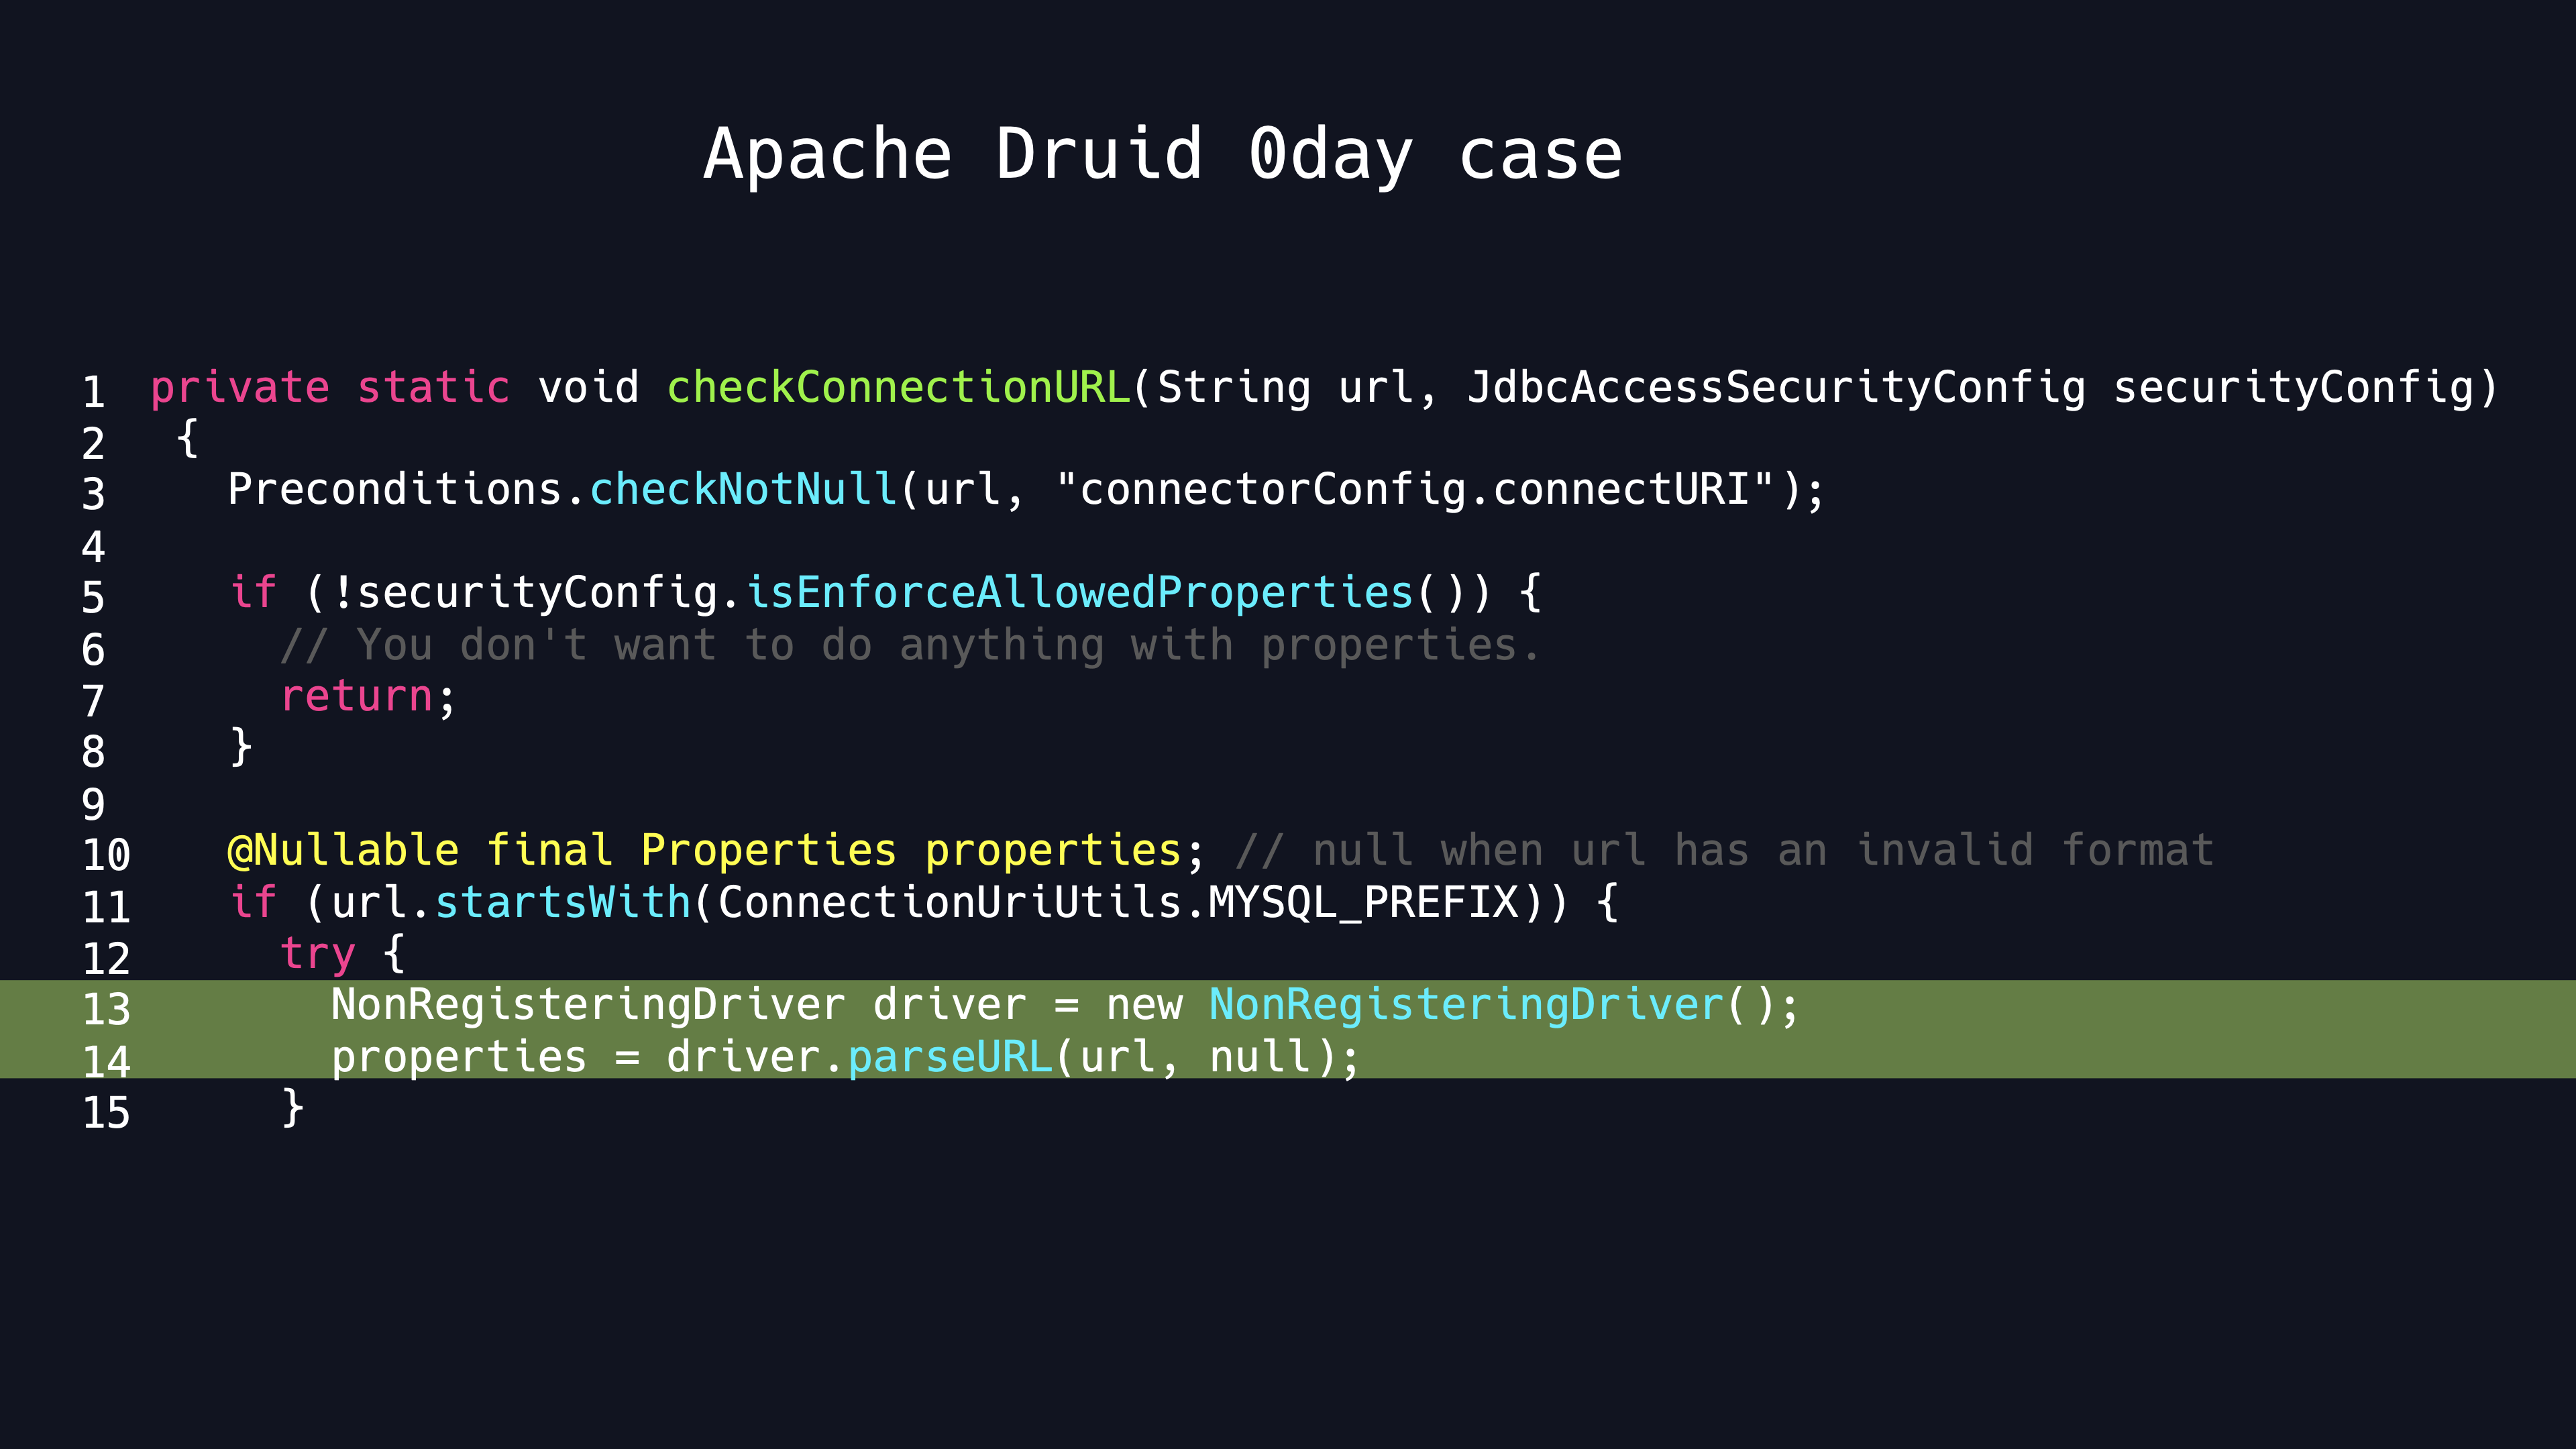 Apache Druid 0day case
1 private static void checkConnectionURL(String url, JdbcAccessSecurityConfig securityConfig)
2 {
3 Preconditions.checkNotNull(url, "connectorConfig.connectURI");
4
5 if (!securityConfig.isEnforceAllowedProperties()) {
6 // You don't want to do anything with properties.
7 return;
8 }
9
10 @Nullable final Properties properties; // null when url has an invalid format
11 if (url.startsWith(ConnectionUriUtils.MYSQL_PREFIX)) {
12 try {
13 NonRegisteringDriver driver = new NonRegisteringDriver();
14 properties = driver.parseURL(url, null);
15 }